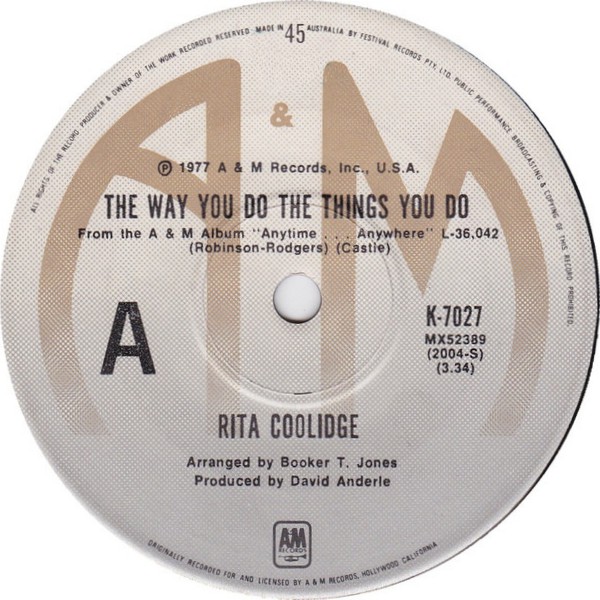 ALL RIGHTS OF THE RECORD PRODUCER & OWNER OF THE WORK RECORDED RESERVED. MADE IN AUSTRALIA BY FESTIVAL RECORDS PTY. LTD. PUBLIC PERFORMANCE BROADCASTING & COPYING OF THIS RECORD PROHIBITED.
45
A & M
℗ 1977 A & M Records, Inc., U.S.A.
THE WAY YOU DO THE THINGS YOU DO
From the A & M Album "Anytime . . . Anywhere" L-36,042
(Robinson-Rodgers) (Castle)
A
K-7027
MX52389
(2004-S)
(3.34)
RITA COOLIDGE
Arranged by Booker T. Jones
Produced by David Anderle
A&M
RECORDS
ORIGINALLY RECORDED FOR AND LICENSED BY A & M RECORDS, HOLLYWOOD CALIFORNIA